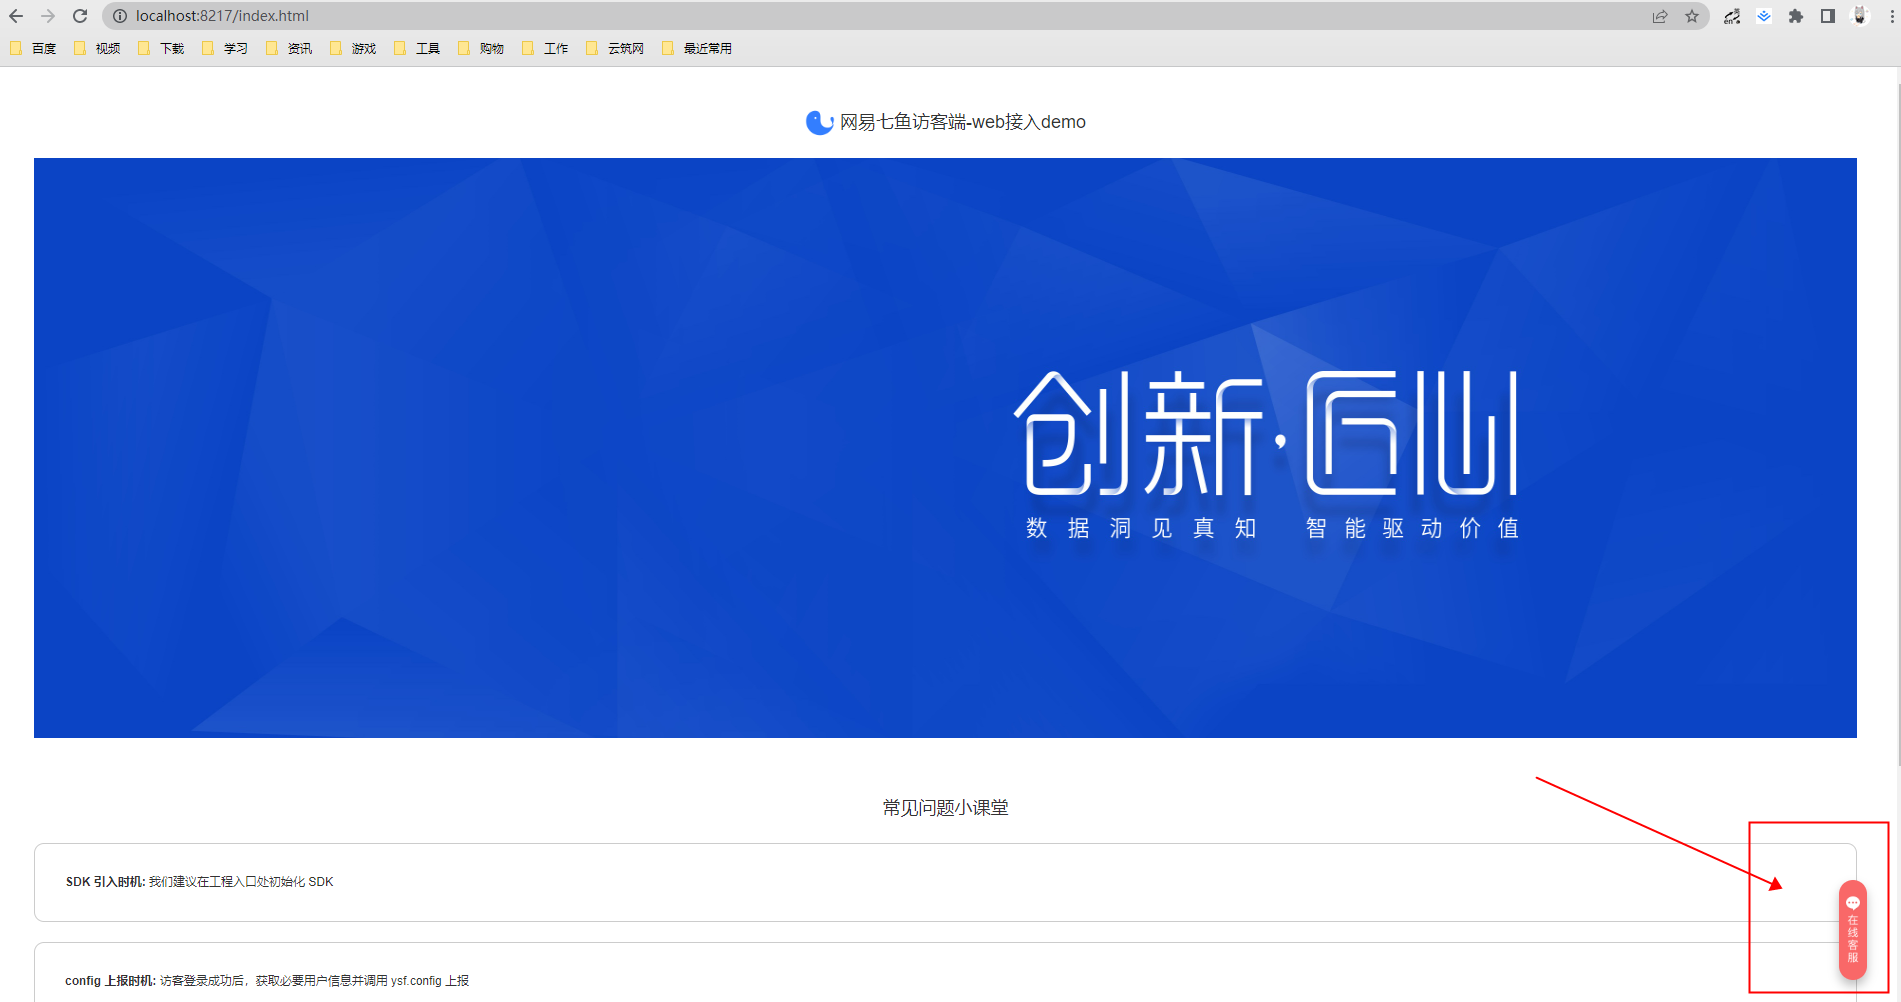 localhost:8217/index.html
百度 视频 下载 学习 资讯 游戏 工具 购物 工作 云筑网 最近常用
网易七鱼访客端-web接入demo
创新·匠心
数据洞见真知 智能驱动价值
常见问题小课堂
SDK 引入时机: 我们建议在工程入口处初始化 SDK
在线客服
config 上报时机: 访客登录成功后，获取必要用户信息并调用 ysf.config 上报